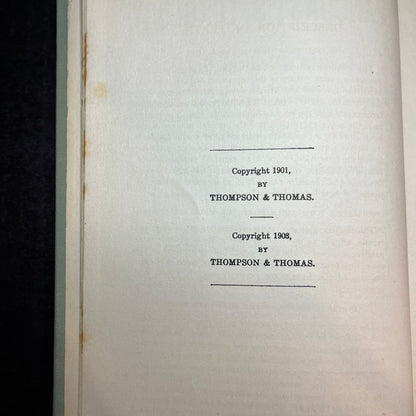 Copyright 1901,
BY
THOMPSON & THOMAS.
Copyright 1903,
BY
THOMPSON & THOMAS.